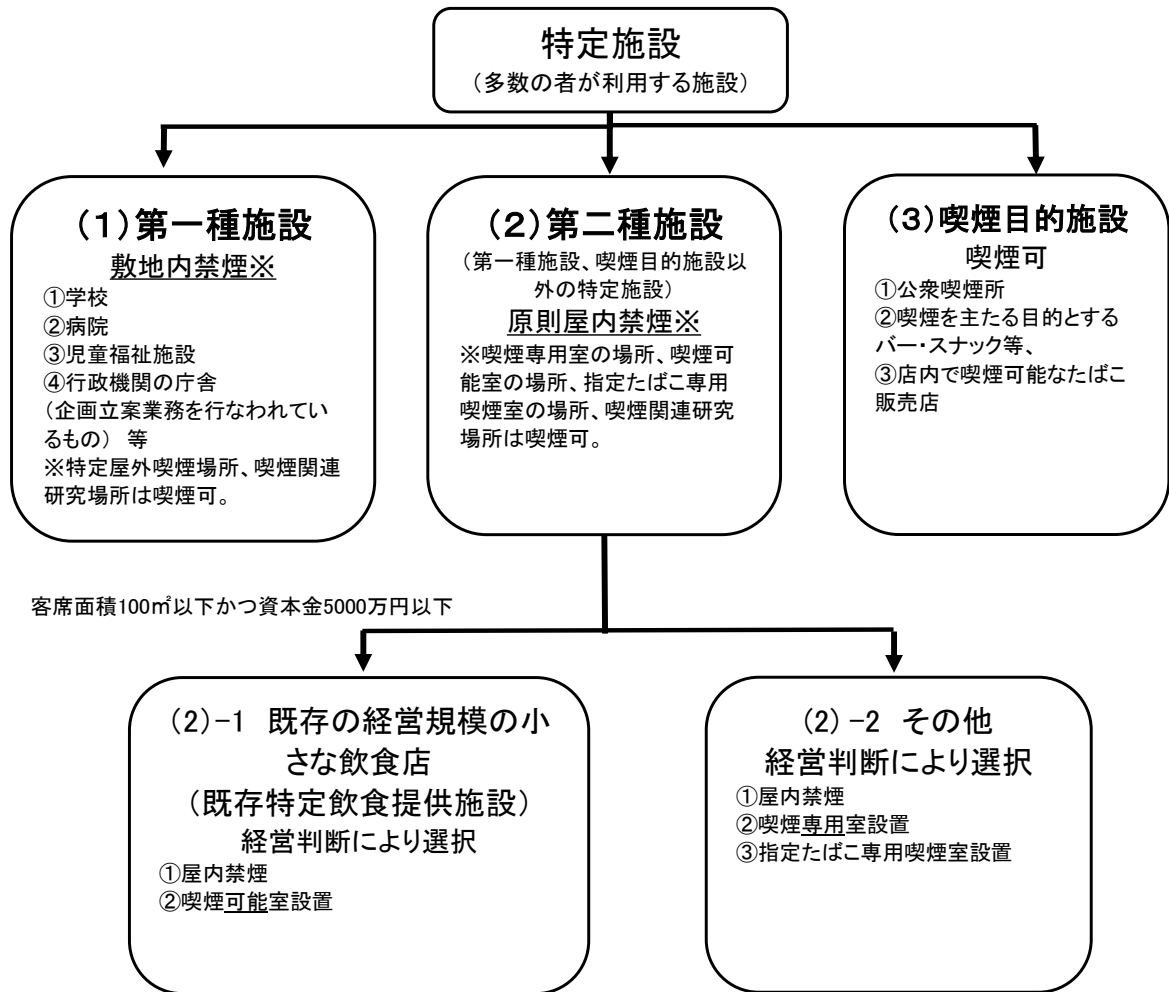 特定施設
（多数の者が利用する施設）
（１）第一種施設
敷地内禁煙※
①学校
②病院
③児童福祉施設
④行政機関の庁舎
（企画立案業務を行なわれてい
るもの） 等
※特定屋外喫煙場所、喫煙関連
研究場所は喫煙可。
（２）第二種施設
（第一種施設、喫煙目的施設以
外の特定施設）
原則屋内禁煙※
※喫煙専用室の場所、喫煙可
能室の場所、指定たばこ専用
喫煙室の場所、喫煙関連研究
場所は喫煙可。
（３）喫煙目的施設
喫煙可
①公衆喫煙所
②喫煙を主たる目的とする
バー・スナック等、
③店内で喫煙可能なたばこ
販売店
客席面積100㎡以下かつ資本金5000万円以下
（２）-１ 既存の経営規模の小
さな飲食店
（既存特定飲食提供施設）
経営判断により選択
①屋内禁煙
②喫煙可能室設置
（２）-２ その他
経営判断により選択
①屋内禁煙
②喫煙専用室設置
③指定たばこ専用喫煙室設置